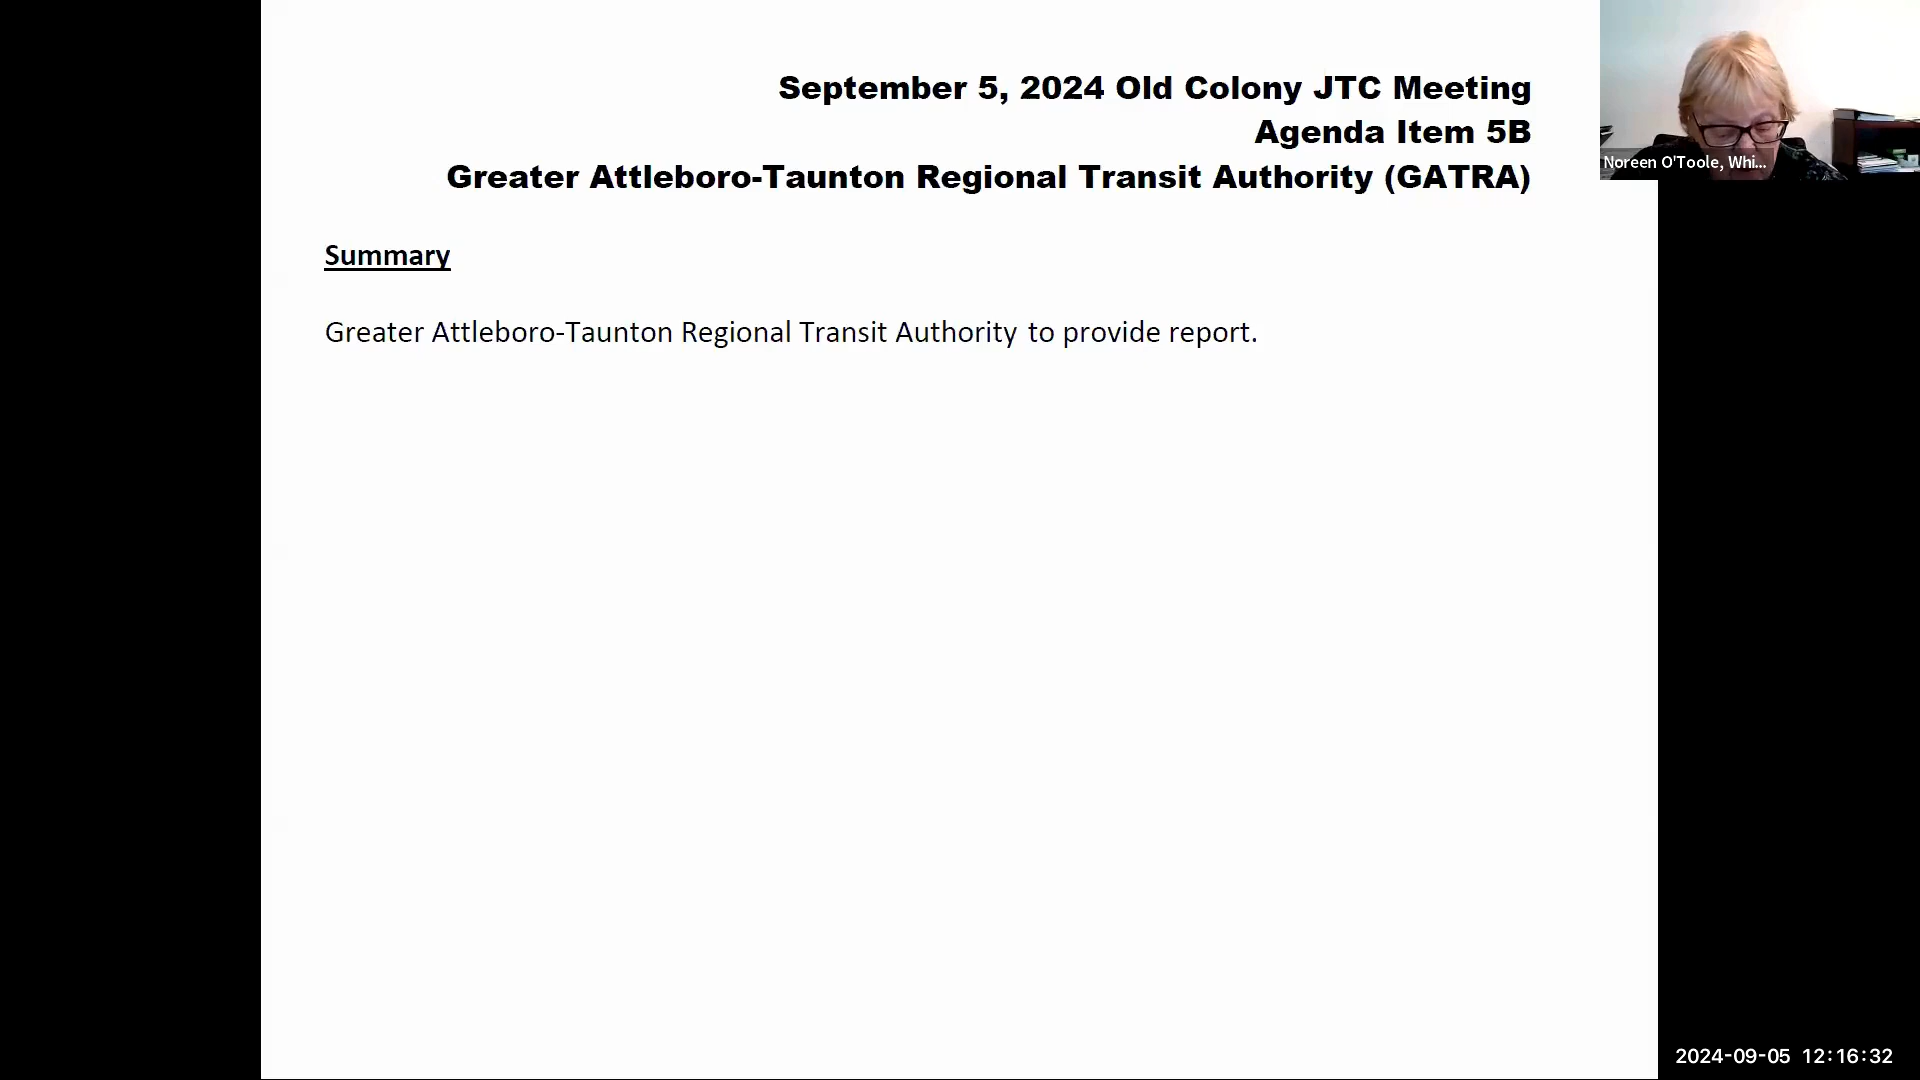 September 5, 2024 Old Colony JTC Meeting
Agenda Item 5B
Greater Attleboro-Taunton Regional Transit Authority (GATRA)
Noreen O'Toole, Whi...
Summary
Greater Attleboro-Taunton Regional Transit Authority to provide report.
2024-09-05 12:16:32